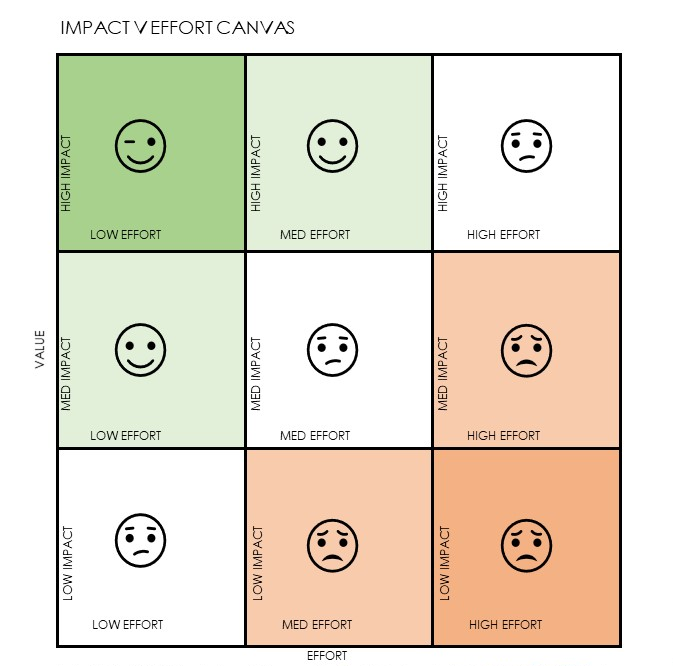 IMPACT V EFFORT CANVAS
HIGH IMPACT
LOW EFFORT
HIGH IMPACT
MED EFFORT
HIGH IMPACT
HIGH EFFORT
VALUE
MED IMPACT
LOW EFFORT
MED IMPACT
MED EFFORT
MED IMPACT
HIGH EFFORT
LOW IMPACT
LOW EFFORT
LOW IMPACT
MED EFFORT
LOW IMPACT
HIGH EFFORT
EFFORT